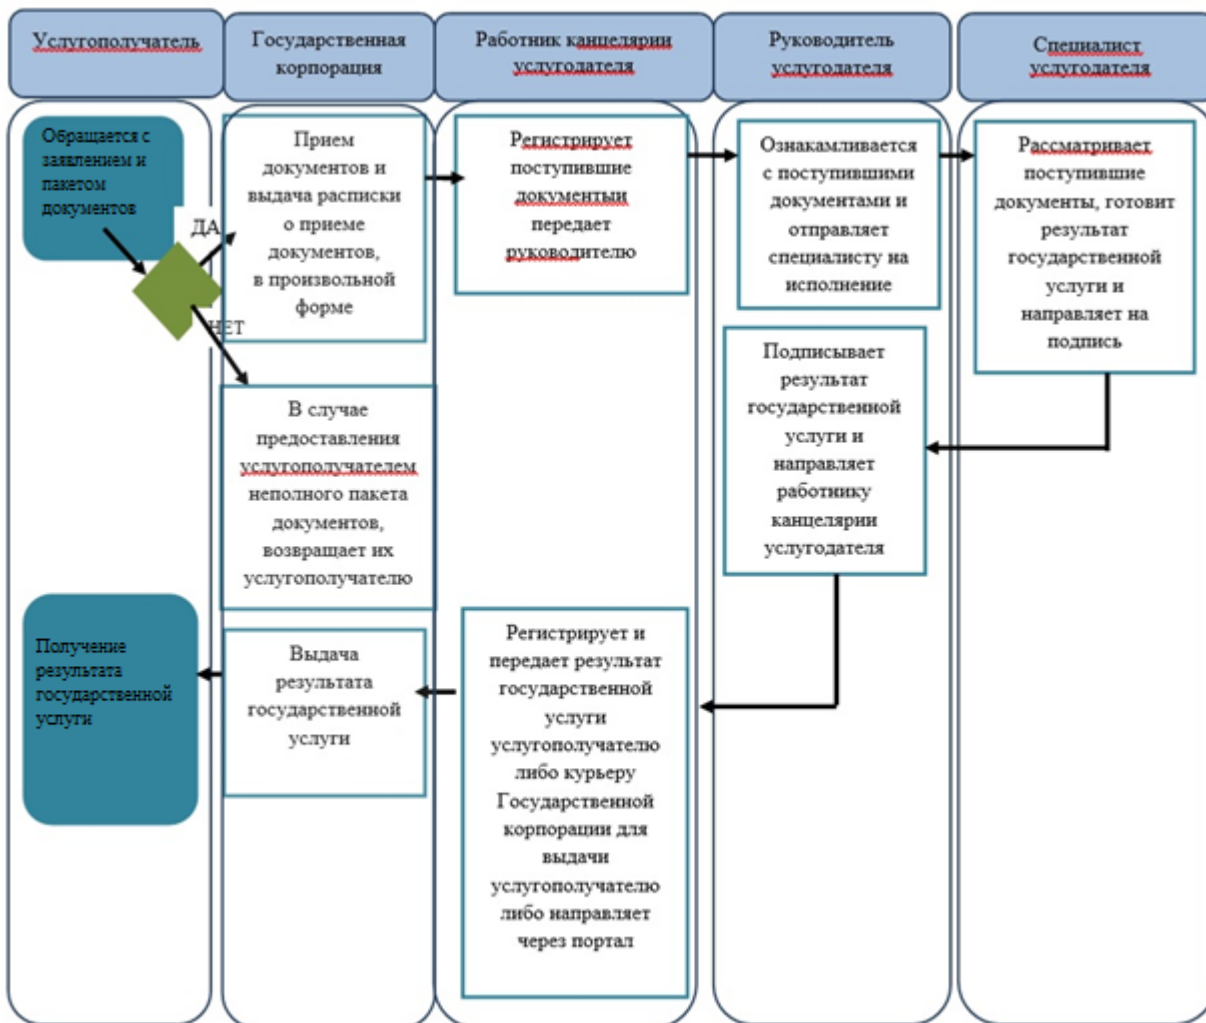 Услугополучатель
Государственная
корпорация
Работник канцелярии
услугодателя
Руководитель
услугодателя
Специалист
услугодателя
Обращается с
заявлением и
пакетом
документов
ДА
НЕТ
Прием
документов и
выдача расписки
о приеме
документов,
в произвольной
форме
Регистрирует
поступившие
документыи
передает
руководителю
Ознакамливается
с поступившими
документами и
отправляет
специалисту на
исполнение
Рассматривает
поступившие
документы, готовит
результат
государственной
услуги и
направляет на
подпись
Подписывает
результат
государственной
услуги и
направляет
работнику
канцелярии
услугодателя
В случае
предоставления
услугополучателем
неполного пакета
документов,
возвращает их
услугополучателю
Регистрирует и
передает результат
государственной
услуги
услугополучателю
либо курьеру
Государственной
корпорации для
выдачи
услугополучателю
либо направляет
через портал
Выдача
результата
государственной
услуги
Получение
результата
государственной
услуги